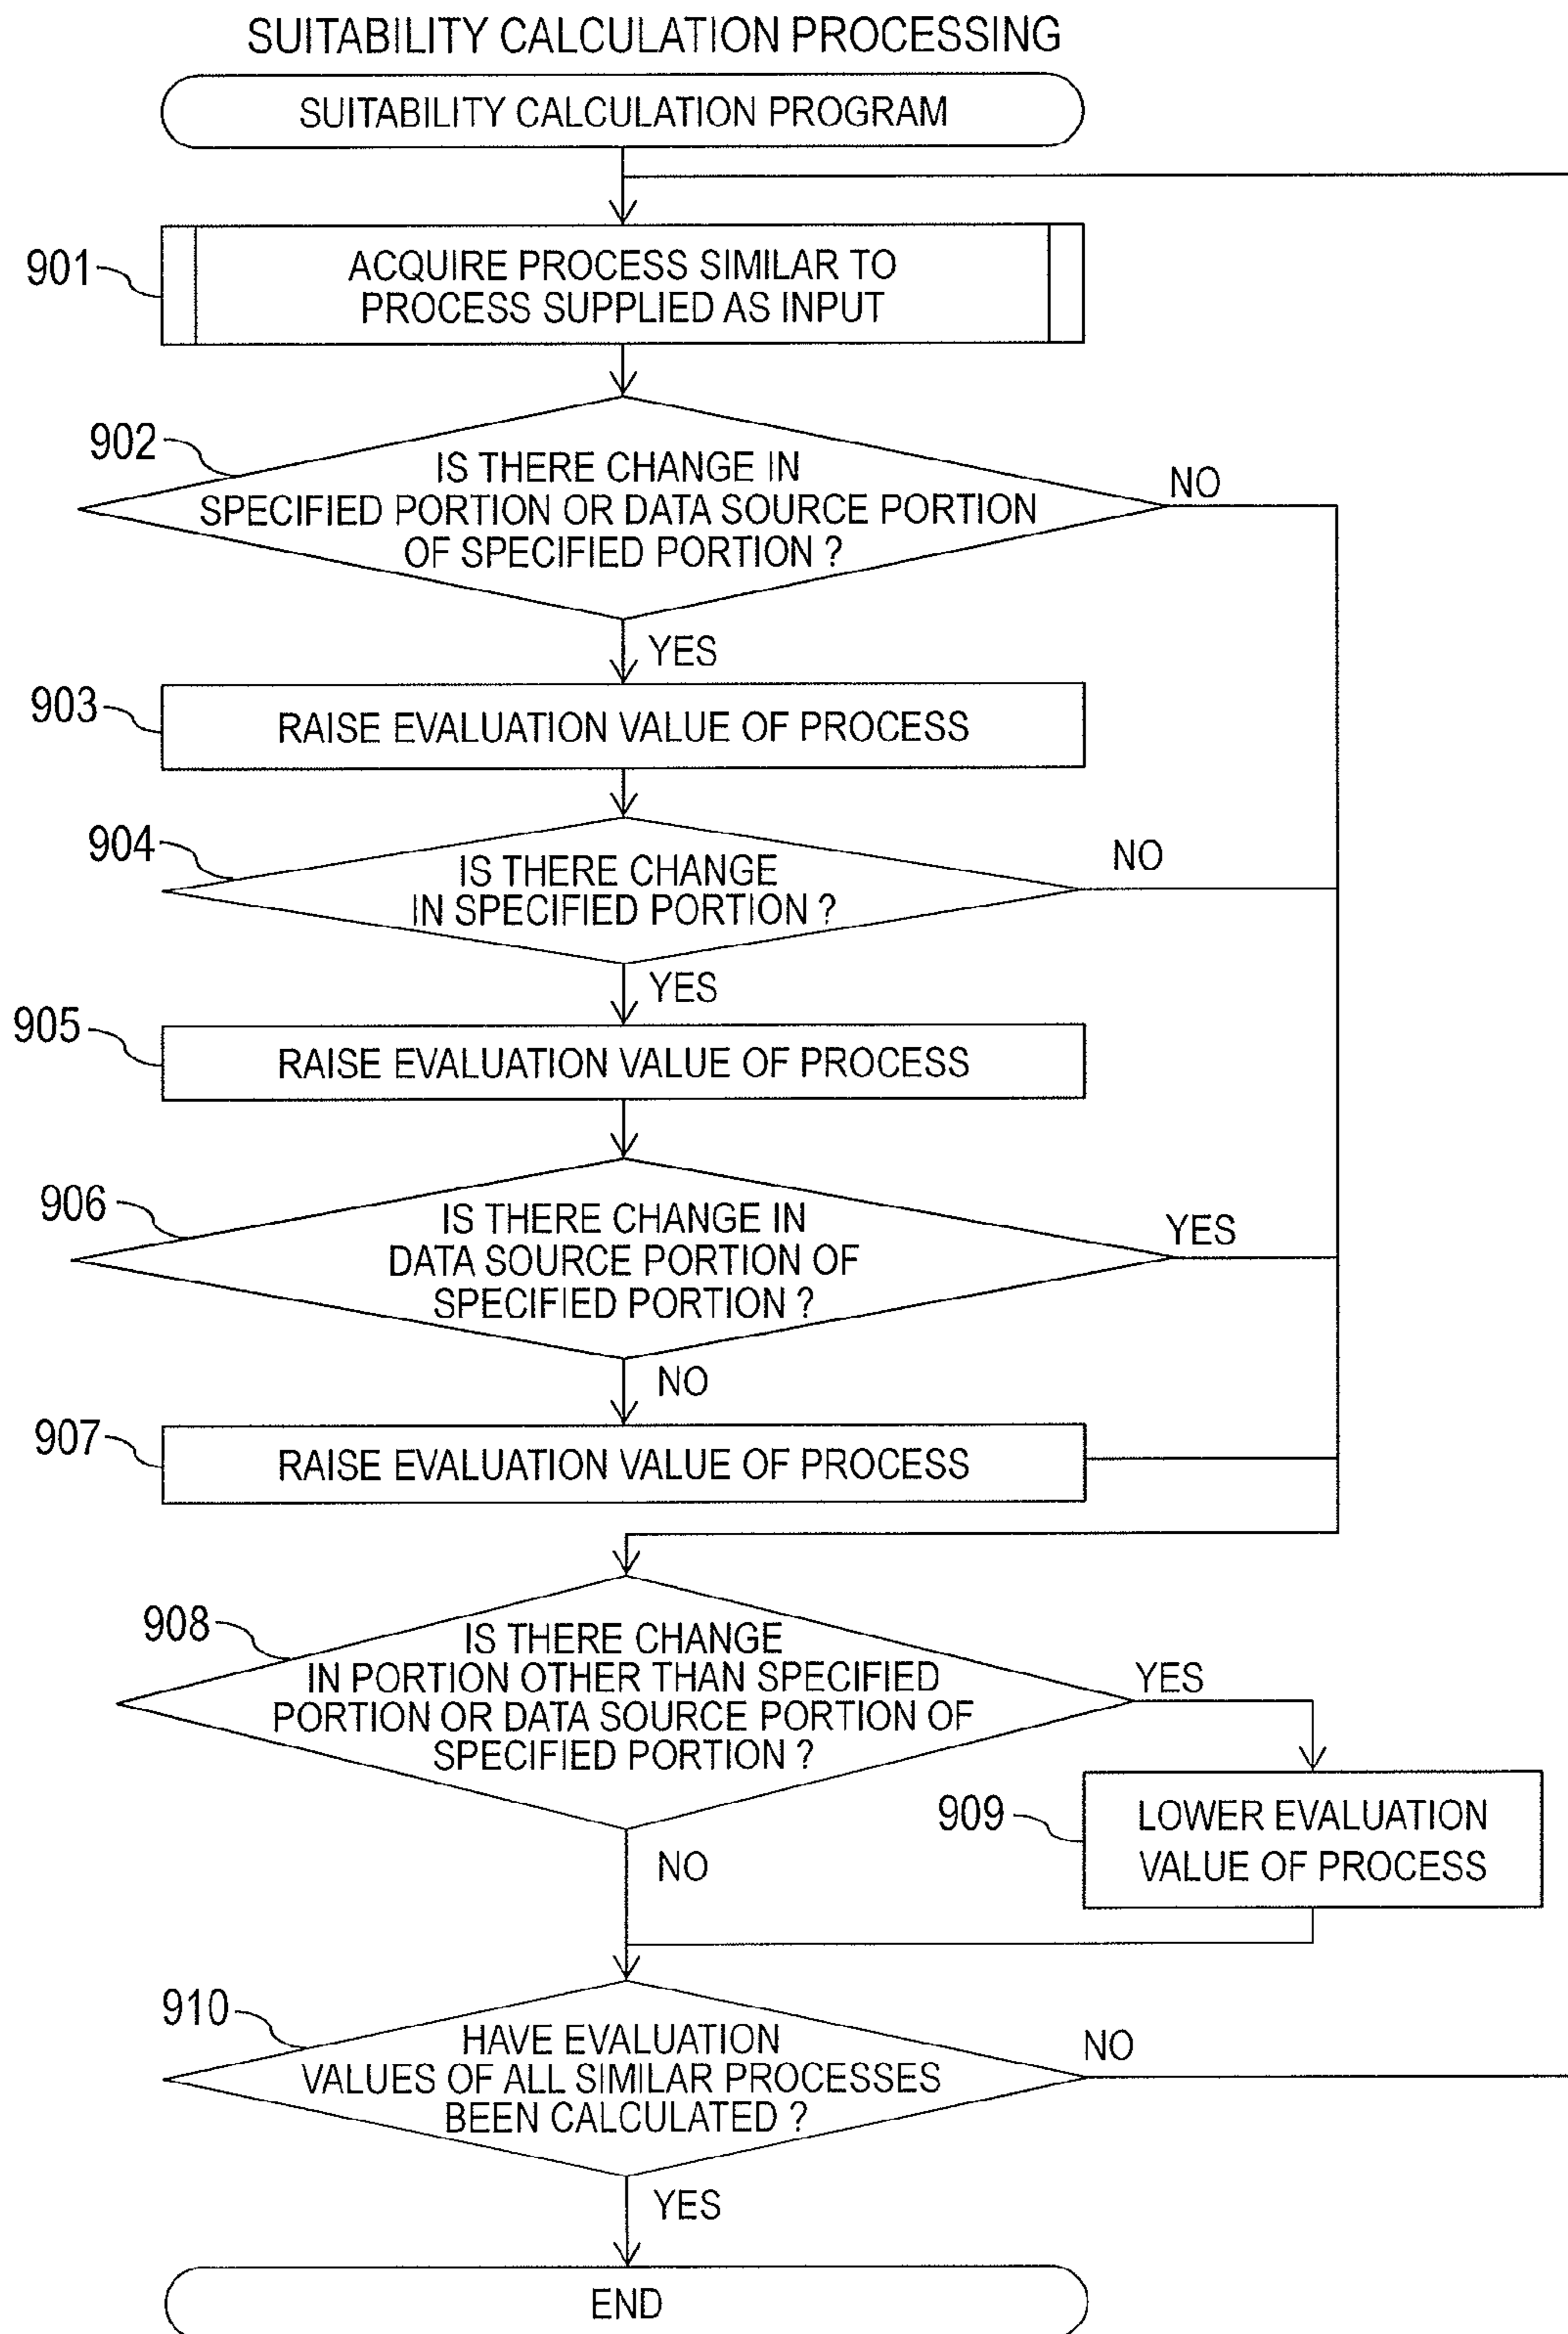 SUITABILITY CALCULATION PROCESSING
SUITABILITY CALCULATION PROGRAM
901
ACQUIRE PROCESS SIMILAR TO
PROCESS SUPPLIED AS INPUT
902
IS THERE CHANGE IN
SPECIFIED PORTION OR DATA SOURCE PORTION
OF SPECIFIED PORTION ?
NO
YES
903
RAISE EVALUATION VALUE OF PROCESS
904
IS THERE CHANGE
IN SPECIFIED PORTION ?
NO
YES
905
RAISE EVALUATION VALUE OF PROCESS
906
IS THERE CHANGE IN
DATA SOURCE PORTION OF
SPECIFIED PORTION ?
YES
NO
907
RAISE EVALUATION VALUE OF PROCESS
908
IS THERE CHANGE
IN PORTION OTHER THAN SPECIFIED
PORTION OR DATA SOURCE PORTION OF
SPECIFIED PORTION ?
YES
909
LOWER EVALUATION
VALUE OF PROCESS
NO
910
HAVE EVALUATION
VALUES OF ALL SIMILAR PROCESSES
BEEN CALCULATED ?
NO
YES
END